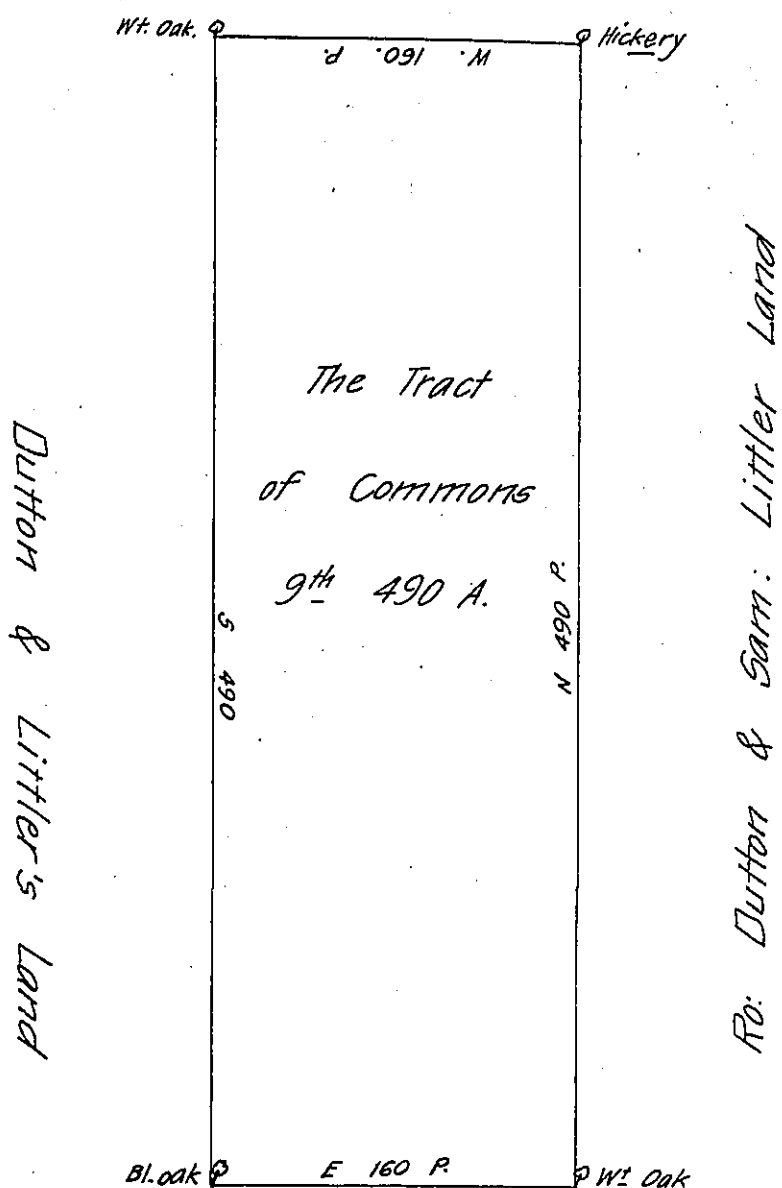 Wt. Oak.
Hickery
W. 160. P.
The Tract
of Commons
9th 490 A.
S 490
N 490 P.
Dutton & Littler's Land
Ro: Dutton & Sam: Littler Land
Bl. oak
E 160 P.
Wt Oak